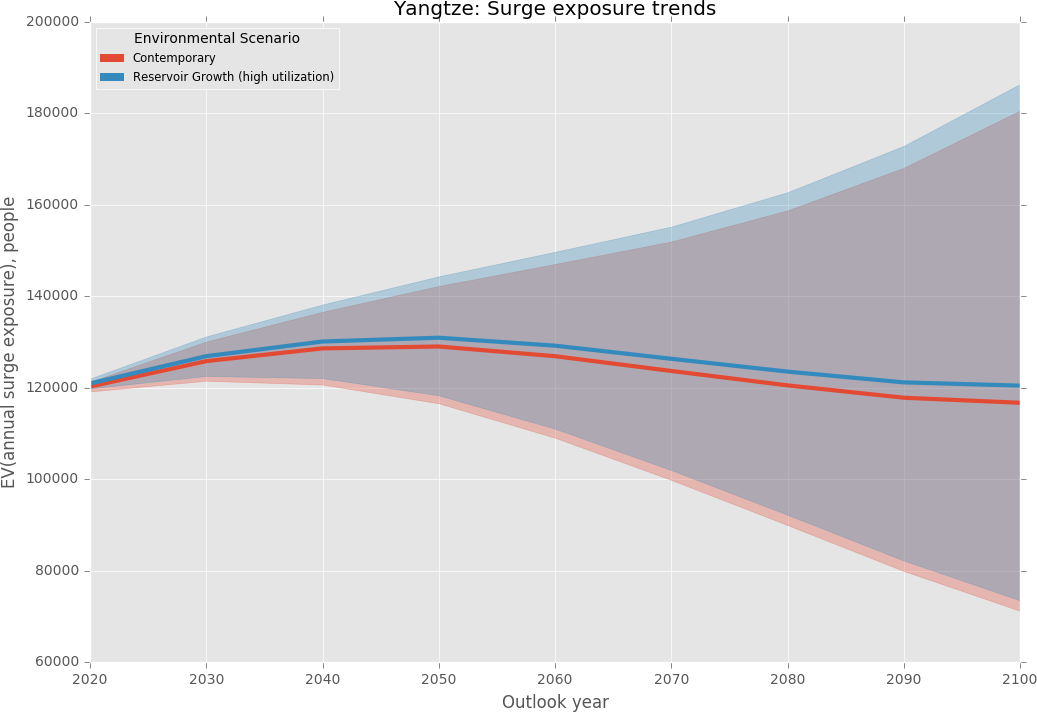 Yangtze: Surge exposure trends
Environmental Scenario
Contemporary
Reservoir Growth (high utilization)
EV(annual surge exposure), people
200000
180000
160000
140000
120000
100000
80000
60000
2020 2030 2040 2050 2060 2070 2080 2090 2100
Outlook year